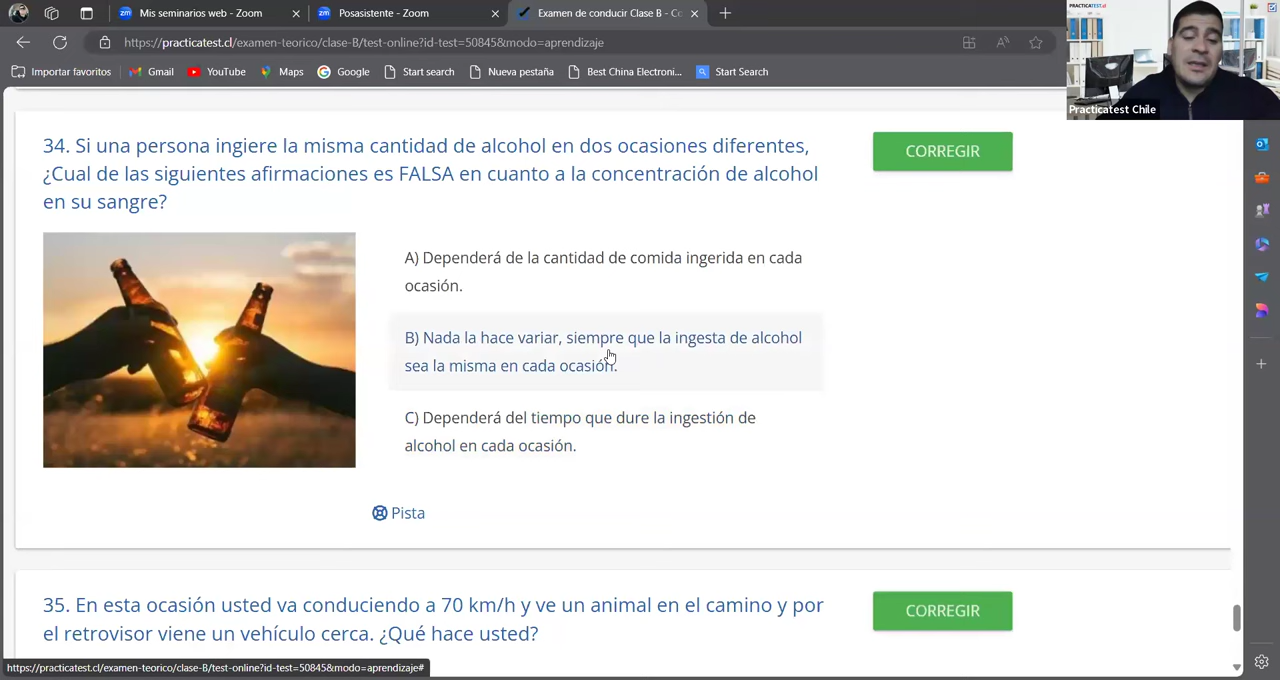 Mis seminarios web - Zoom
Posasistente - Zoom
Examen de conducir Clase B - Co
https://practicatest.cl/examen-teorico/clase-B/test-online?id-test=50845&modo=aprendizaje
Importar favoritos
Gmail
YouTube
Maps
Google
Start search
Nueva pestaña
Best China Electroni...
Start Search
PRACTICATEST.cl
Practicatest Chile
34. Si una persona ingiere la misma cantidad de alcohol en dos ocasiones diferentes,
¿Cual de las siguientes afirmaciones es FALSA en cuanto a la concentración de alcohol
en su sangre?
CORREGIR
A) Dependerá de la cantidad de comida ingerida en cada
ocasión.
B) Nada la hace variar, siempre que la ingesta de alcohol
sea la misma en cada ocasión.
C) Dependerá del tiempo que dure la ingestión de
alcohol en cada ocasión.
Pista
35. En esta ocasión usted va conduciendo a 70 km/h y ve un animal en el camino y por
el retrovisor viene un vehículo cerca. ¿Qué hace usted?
CORREGIR
https://practicatest.cl/examen-teorico/clase-B/test-online?id-test=50845&modo=aprendizaje#